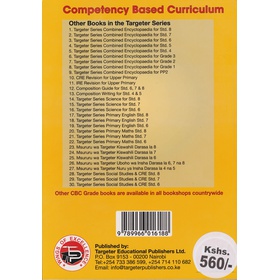 Competency Based Curriculum
Other Books in the Targeter Series
1. Targeter Series Combined Encyclopaedia for Std. 8
2. Targeter Series Combined Encyclopaedia for Std. 7
3. Targeter Series Combined Encyclopaedia for Std. 6
4. Targeter Series Combined Encyclopaedia for Std. 5
5. Targeter Series Combined Encyclopaedia for Std. 4
6. Targeter Series Combined Encyclopaedia for Grade 3
7. Targeter Series Combined Encyclopaedia for Grade 2
8. Targeter Series Combined Encyclopaedia for Grade 1
9. Targeter Series Combined Encyclopaedia for PP2
10. CRE Revision for Upper Primary
11. IRE Revision for Upper Primary
12. Composition Guide for Std. 6, 7 & 8
13. Composition Writing for Std. 4 & 5
14. Targeter Series Science for Std. 8
15. Targeter Series Science for Std. 7
16. Targeter Series Science for Std. 6
17. Targeter Series Primary English Std. 8
18. Targeter Series Primary English Std. 7
19. Targeter Series Primary English Std. 6
20. Targeter Series Primary Maths Std. 8
21. Targeter Series Primary Maths Std. 7
22. Targeter Series Primary Maths Std. 6
23. Msururu wa Targeter Kiswahili Darasa la 8
24. Msururu wa Targeter Kiswahili Darasa la 7
25. Msururu wa Targeter Kiswahili Darasa la 6
26. Msururu wa Targeter Utoshelevu wa Insha Darasa la 6, 7 na 8
27. Msururu wa Targeter Insha Darasa la 4 na 5
28. Targeter Series Social Studies & CRE Std. 8
29. Targeter Series Social Studies & CRE Std. 7
30. Targeter Series Social Studies & CRE Std. 6
Other CBC Grade books are available in all bookshops countrywide
9 789966 016188
Published by:
Targeter Educational Publishers Ltd.
P.O. Box 9153 - 00200 Nairobi
Tel:+254 733 386 599, +254 714 110 682
Email:info@targeterpublishers.co.ke
Kshs.
560/-